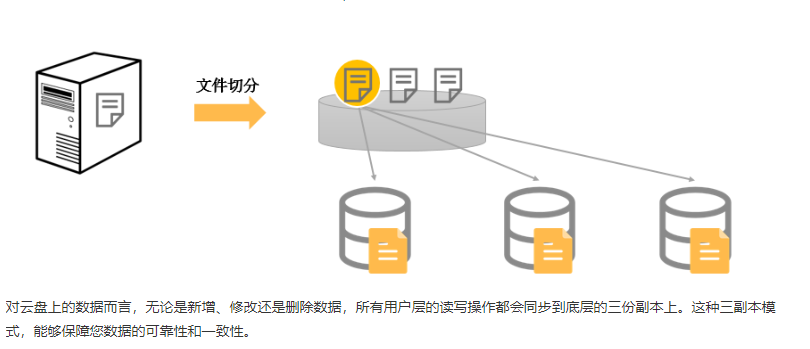 文件切分
对云盘上的数据而言，无论是新增、修改还是删除数据，所有用户层的读写操作都会同步到底层的三份副本上。这种三副本模
式，能够保障您数据的可靠性和一致性。